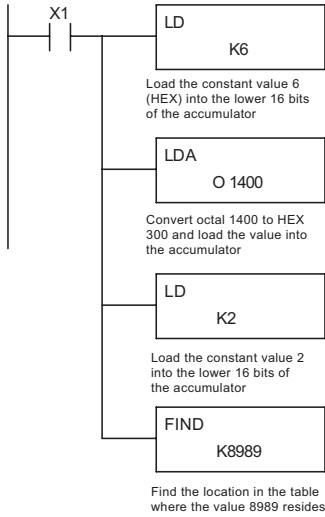 X1
LD
K6
Load the constant value 6
(HEX) into the lower 16 bits
of the accumulator
LDA
O 1400
Convert octal 1400 to HEX
300 and load the value into
the accumulator
LD
K2
Load the constant value 2
into the lower 16 bits of
the accumulator
FIND
K8989
Find the location in the table
where the value 8989 resides